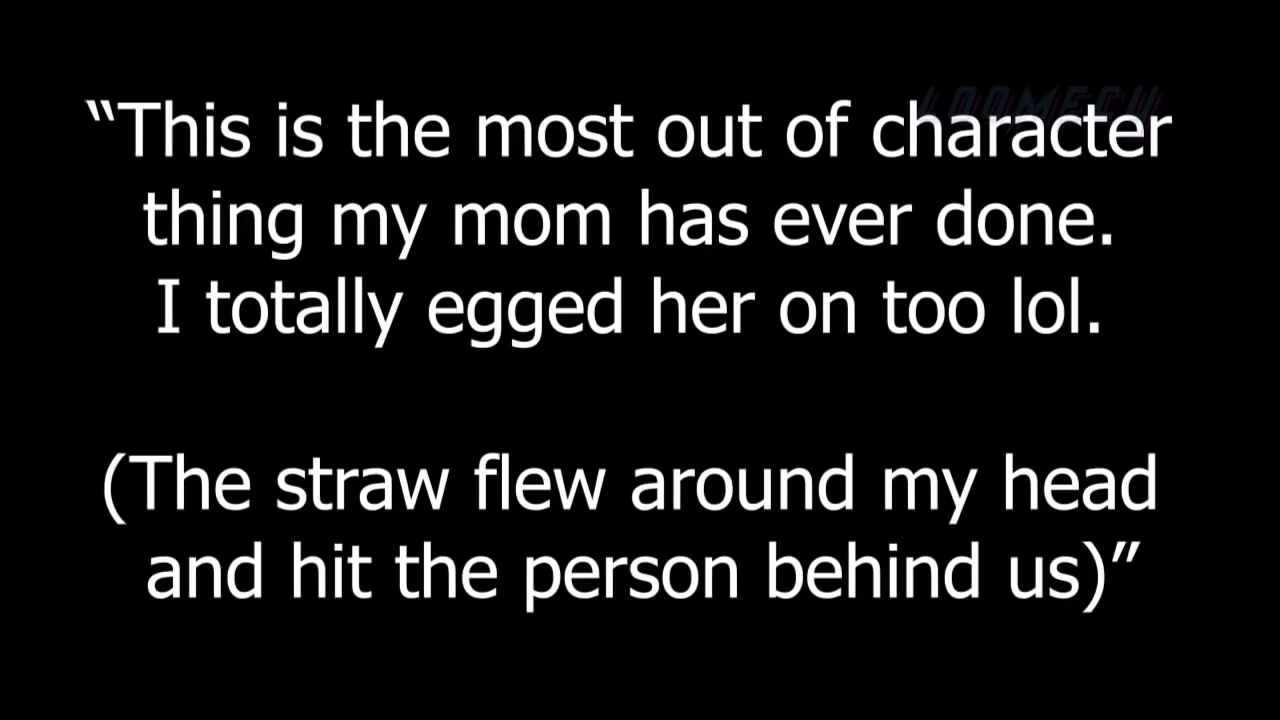 “This is the most out of character
thing my mom has ever done.
I totally egged her on too lol.
(The straw flew around my head
and hit the person behind us)”